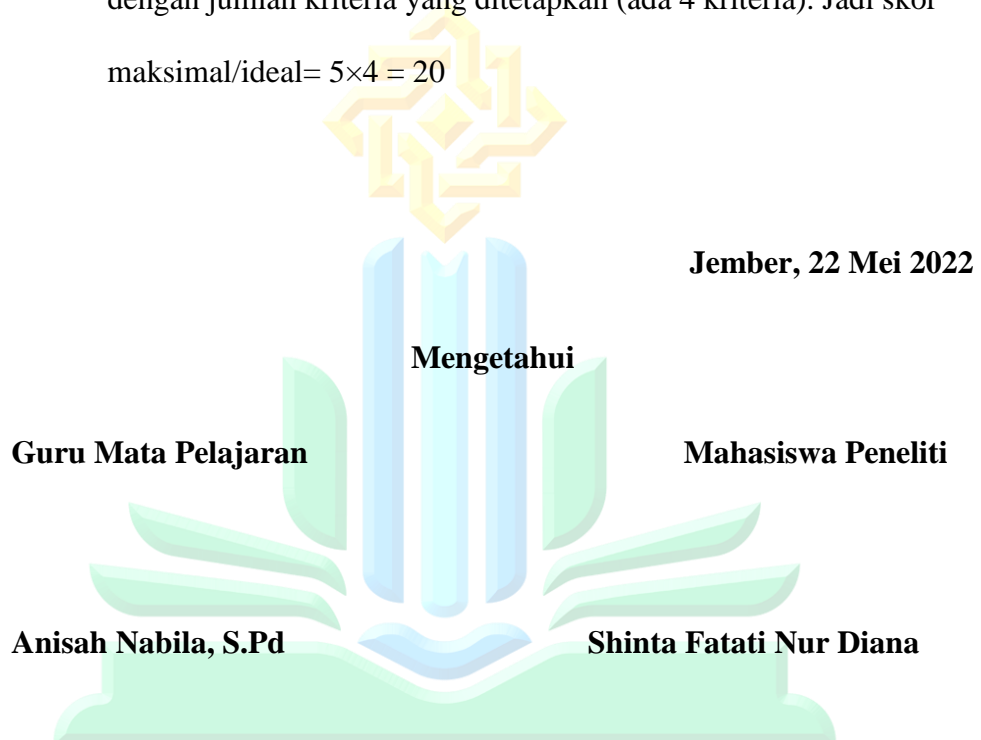 dengan jumlah kriteria yang ditetapkan (ada 4 kriteria). Jadi skor
maksimal/ideal= 5×4 = 20
Jember, 22 Mei 2022
Mengetahui
Guru Mata Pelajaran Mahasiswa Peneliti
Anisah Nabila, S.Pd Shinta Fatati Nur Diana